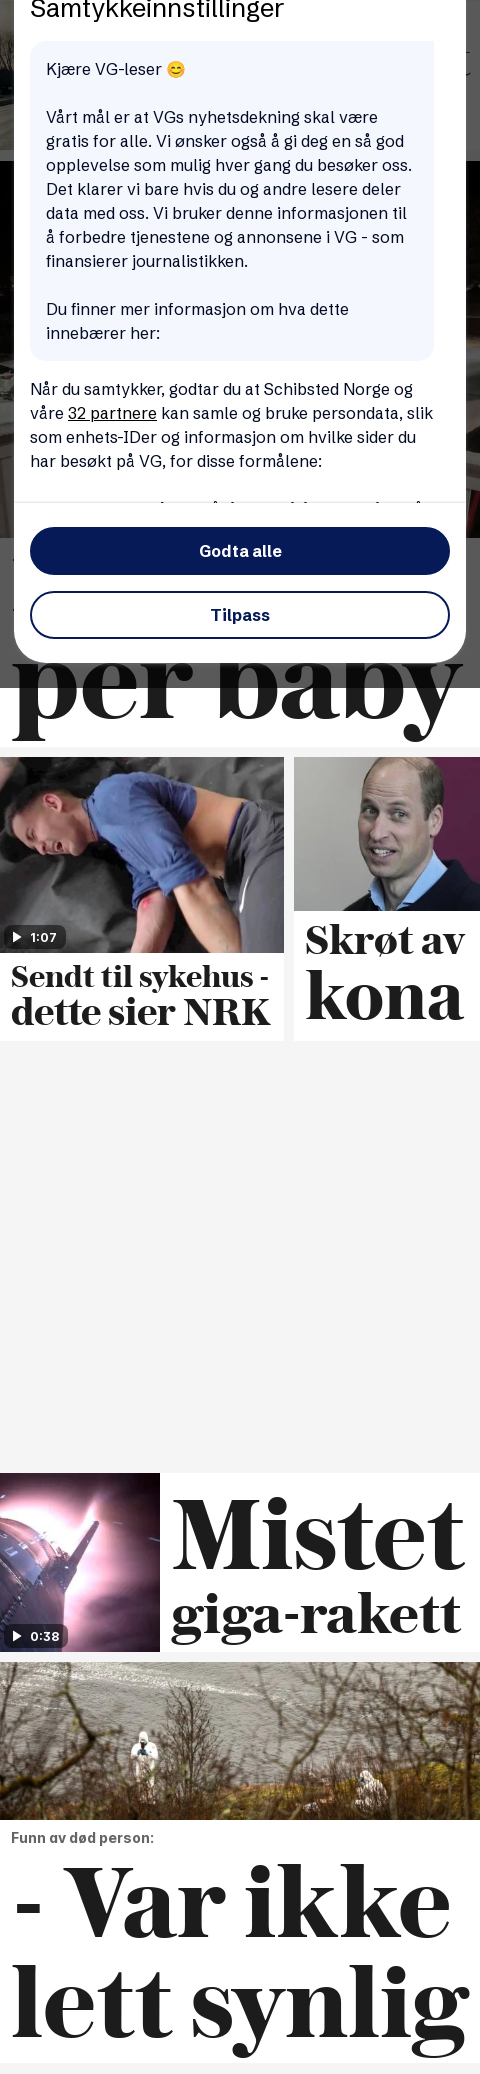 Samtykkeinnstillinger
Kjære VG-leser 😊
Vårt mål er at VGs nyhetsdekning skal være
gratis for alle. Vi ønsker også å gi deg en så god
opplevelse som mulig hver gang du besøker oss.
Det klarer vi bare hvis du og andre lesere deler
data med oss. Vi bruker denne informasjonen til
å forbedre tjenestene og annonsene i VG - som
finansierer journalistikken.
Du finner mer informasjon om hva dette
innebærer her:
Når du samtykker, godtar du at Schibsted Norge og
våre 32 partnere kan samle og bruke persondata, slik
som enhets-IDer og informasjon om hvilke sider du
har besøkt på VG, for disse formålene:
Godta alle
Tilpass
per baby
1:07
Sendt til sykehus -
dette sier NRK
Skrøt av
kona
0:38
Mistet
giga-rakett
Funn av død person:
- Var ikke
lett synlig